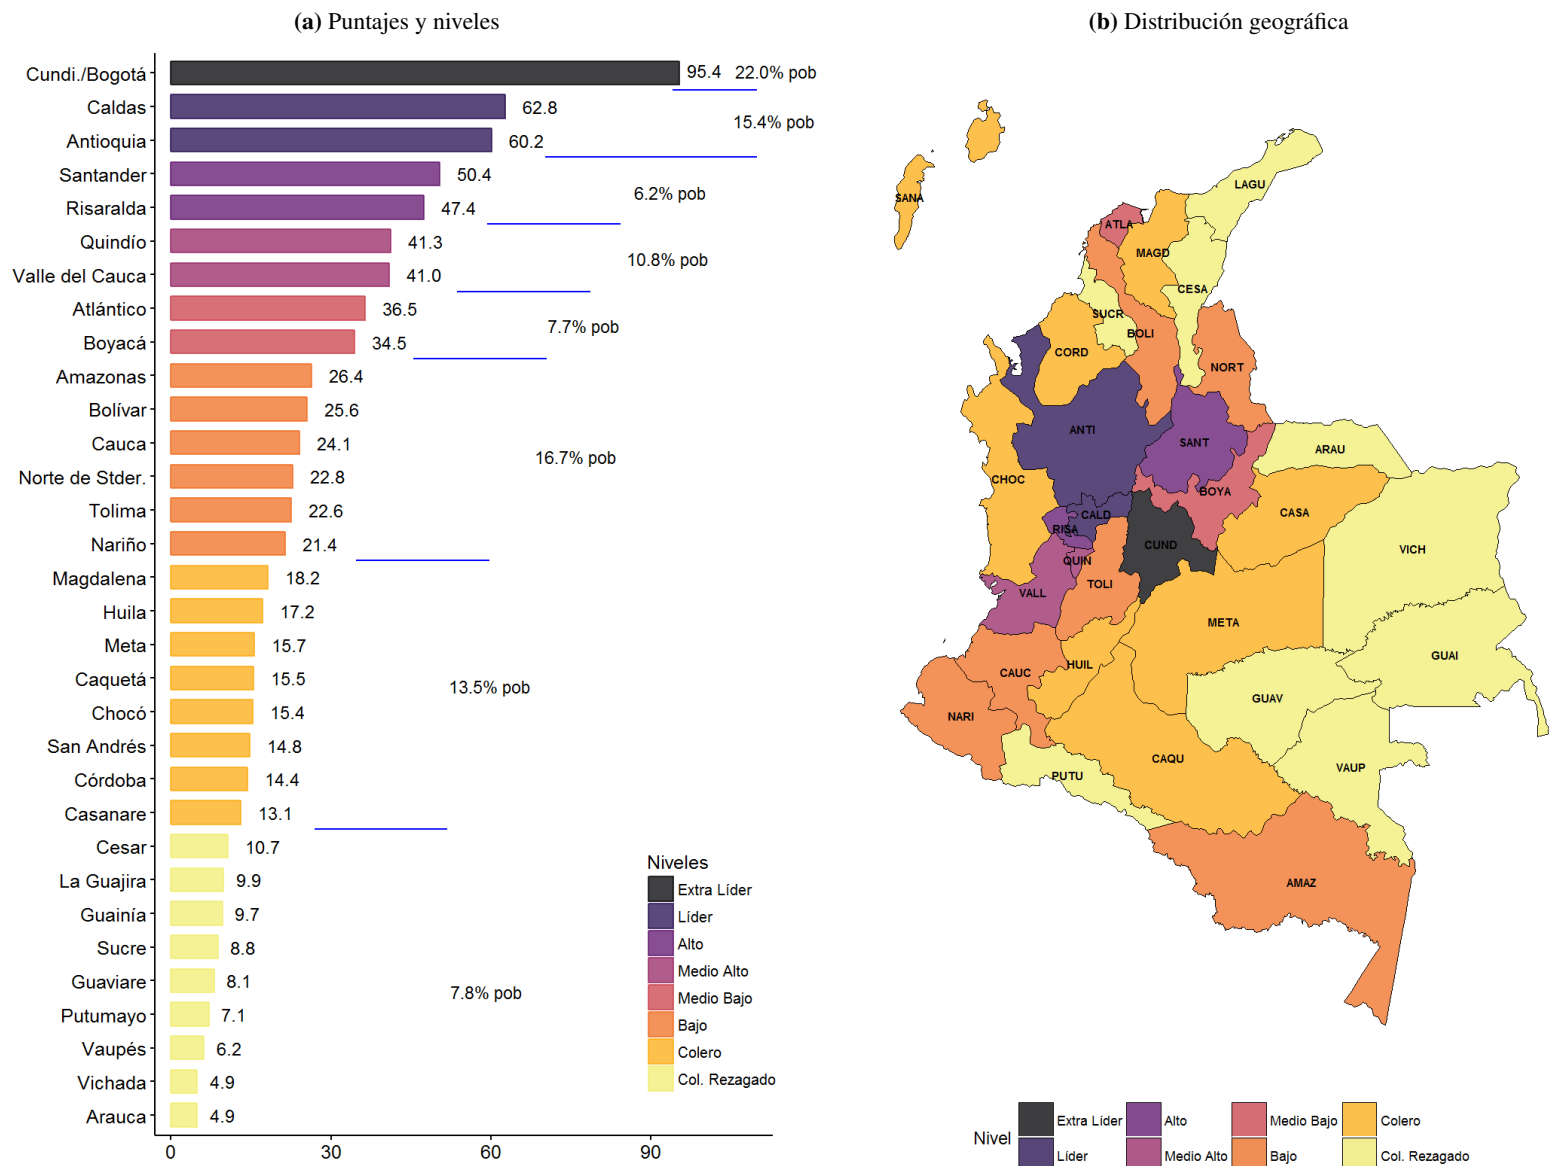 (a) Puntajes y niveles
Cundi./Bogotá 95.4 22.0% pob
Caldas 62.8
15.4% pob
Antioquia 60.2
Santander 50.4
6.2% pob
Risaralda 47.4
Quindío 41.3
10.8% pob
Valle del Cauca 41.0
Atlántico 36.5
7.7% pob
Boyacá 34.5
Amazonas 26.4
Bolívar 25.6
Cauca 24.1
16.7% pob
Norte de Stder. 22.8
Tolima 22.6
Nariño 21.4
Magdalena 18.2
Huila 17.2
Meta 15.7
Caquetá 15.5
13.5% pob
Chocó 15.4
San Andrés 14.8
Córdoba 14.4
Casanare 13.1
Cesar 10.7
La Guajira 9.9
Guainía 9.7
Sucre 8.8
Guaviare 8.1
7.8% pob
Putumayo 7.1
Vaupés 6.2
Vichada 4.9
Arauca 4.9
0 30 60 90
Niveles
Extra Líder
Líder
Alto
Medio Alto
Medio Bajo
Bajo
Colero
Col. Rezagado
(b) Distribución geográfica
LAGU
SANA
ATLA
MAGD
CESA
SUCR
BOLI
CORD
NORT
ANTI
SANT
ARAU
CHOC
BOYA
CASA
CALD
RISA
CUND
VICH
QUIN
TOLI
VALL
META
GUAI
HUIL
CAUC
GUAV
NARI
CAQU
VAUP
PUTU
AMAZ
Nivel
Extra Líder Alto Medio Bajo Colero
Líder Medio Alto Bajo Col. Rezagado